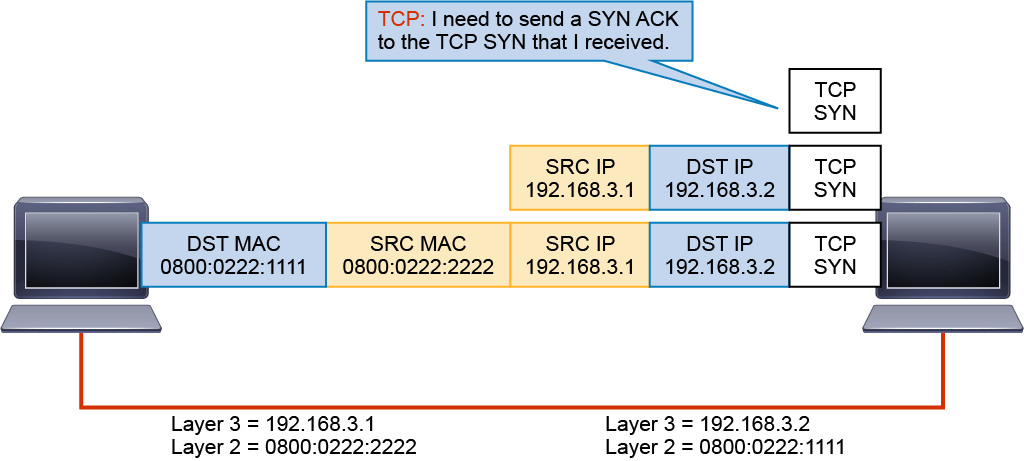 TCP: I need to send a SYN ACK
to the TCP SYN that I received.
TCP
SYN
SRC IP
192.168.3.1
DST IP
192.168.3.2
TCP
SYN
DST MAC
0800:0222:1111
SRC MAC
0800:0222:2222
SRC IP
192.168.3.1
DST IP
192.168.3.2
TCP
SYN
Layer 3 = 192.168.3.1
Layer 2 = 0800:0222:2222
Layer 3 = 192.168.3.2
Layer 2 = 0800:0222:1111